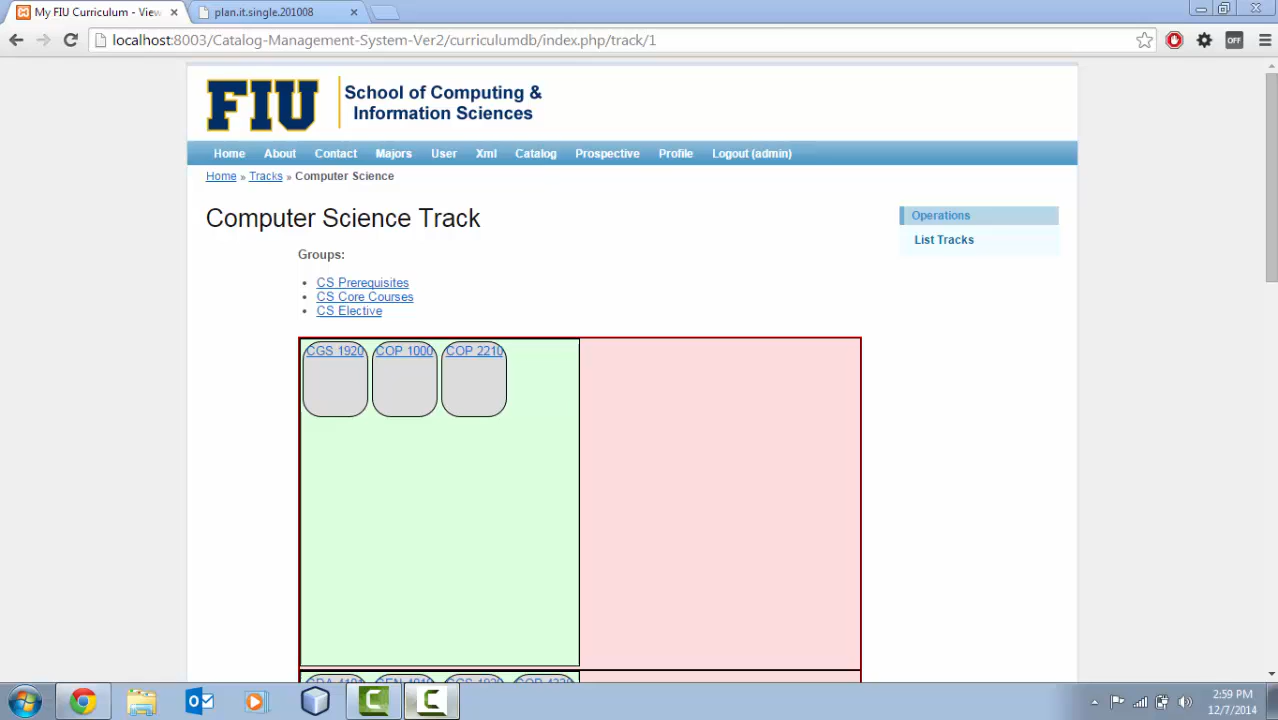 My FIU Curriculum - View
plan.it.single.201008
localhost:8003/Catalog-Management-System-Ver2/curriculumdb/index.php/track/1
OFF
FIU
School of Computing &
Information Sciences
Home About Contact Majors User Xml Catalog Prospective Profile Logout (admin)
Home » Tracks » Computer Science
Computer Science Track
Operations
List Tracks
Groups:
• CS Prerequisites
• CS Core Courses
• CS Elective
CGS 1920 COP 1000 COP 2210
2:59 PM
12/7/2014